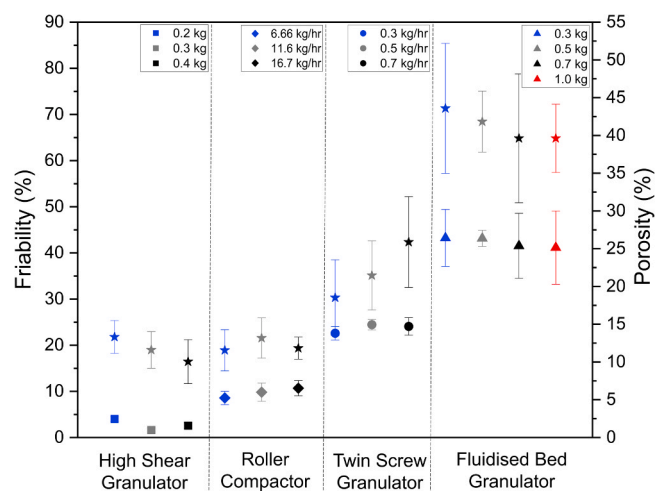 0.2 kg
0.3 kg
0.4 kg
6.66 kg/hr
11.6 kg/hr
16.7 kg/hr
0.3 kg/hr
0.5 kg/hr
0.7 kg/hr
0.3 kg
0.5 kg
0.7 kg
1.0 kg
Friability (%)
90
80
70
60
50
40
30
20
10
0
55
50
45
40
35
30
25
20
15
10
5
0
Porosity (%)
High Shear
Granulator
Roller
Compactor
Twin Screw
Granulator
Fluidised Bed
Granulator